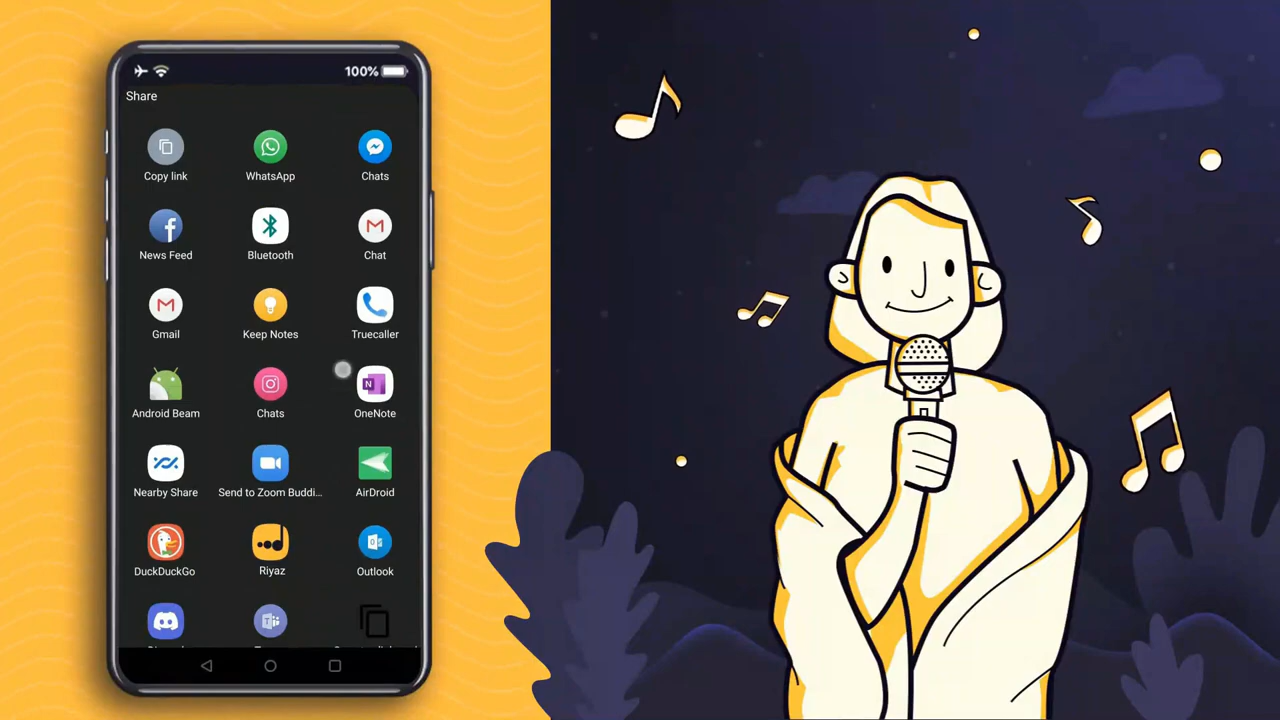 100%
Share
Copy link
WhatsApp
Chats
News Feed
Bluetooth
Chat
Gmail
Keep Notes
Truecaller
Android Beam
Chats
OneNote
Nearby Share
Send to Zoom Buddi...
AirDroid
DuckDuckGo
Riyaz
Outlook